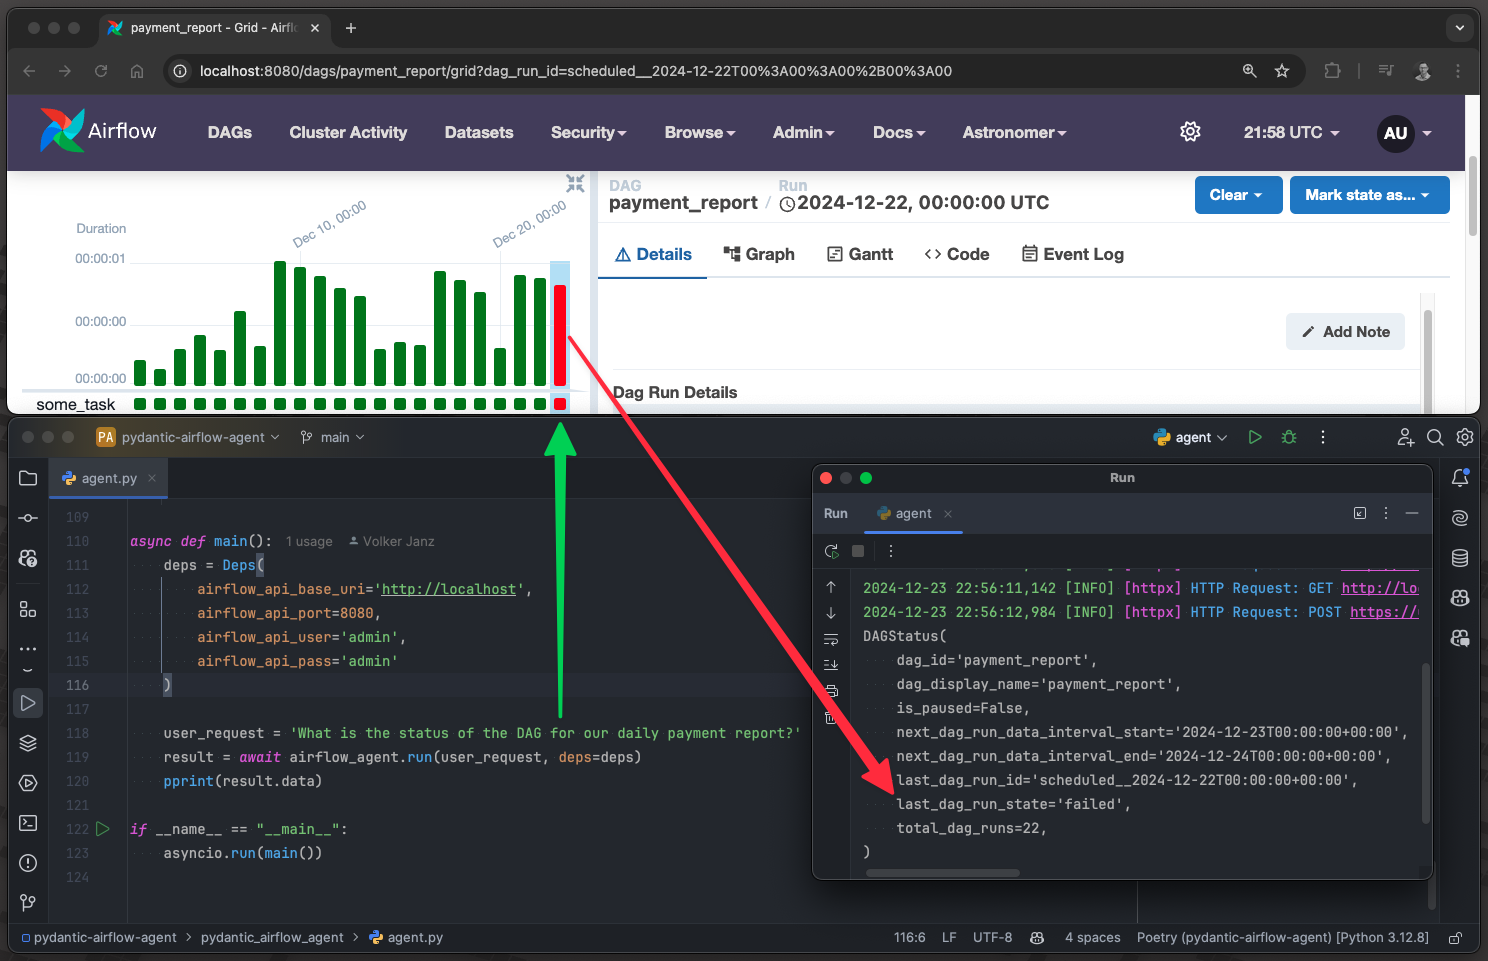 payment_report - Grid - Airfl
localhost:8080/dags/payment_report/grid?dag_run_id=scheduled__2024-12-22T00%3A00%3A00%2B00%3A00
Airflow
DAGs
Cluster Activity
Datasets
Security
Browse
Admin
Docs
Astronomer
21:58 UTC
AU
Duration
00:00:01
00:00:00
00:00:00
Dec 10, 00:00
Dec 20, 00:00
some_task
DAG
payment_report
/
Run
2024-12-22, 00:00:00 UTC
Clear
Mark state as...
Details
Graph
Gantt
<> Code
Event Log
Add Note
Dag Run Details
PA
pydantic-airflow-agent
main
agent
agent.py
109
110 async def main(): 1 usage Volker Janz
111 deps = Deps(
112 airflow_api_base_uri='http://localhost',
113 airflow_api_port=8080,
114 airflow_api_user='admin',
115 airflow_api_pass='admin'
116 )
117
118 user_request = 'What is the status of the DAG for our daily payment report?'
119 result = await airflow_agent.run(user_request, deps=deps)
120 pprint(result.data)
121
122 if __name__ == "__main__":
123 asyncio.run(main())
124
Run
Run
agent
2024-12-23 22:56:11,142 [INFO] [httpx] HTTP Request: GET http://lo
2024-12-23 22:56:12,984 [INFO] [httpx] HTTP Request: POST https://
DAGStatus(
dag_id='payment_report',
dag_display_name='payment_report',
is_paused=False,
next_dag_run_data_interval_start='2024-12-23T00:00:00+00:00',
next_dag_run_data_interval_end='2024-12-24T00:00:00+00:00',
last_dag_run_id='scheduled__2024-12-22T00:00:00+00:00',
last_dag_run_state='failed',
total_dag_runs=22,
)
pydantic-airflow-agent > pydantic_airflow_agent > agent.py
116:6
LF
UTF-8
4 spaces
Poetry (pydantic-airflow-agent) [Python 3.12.8]